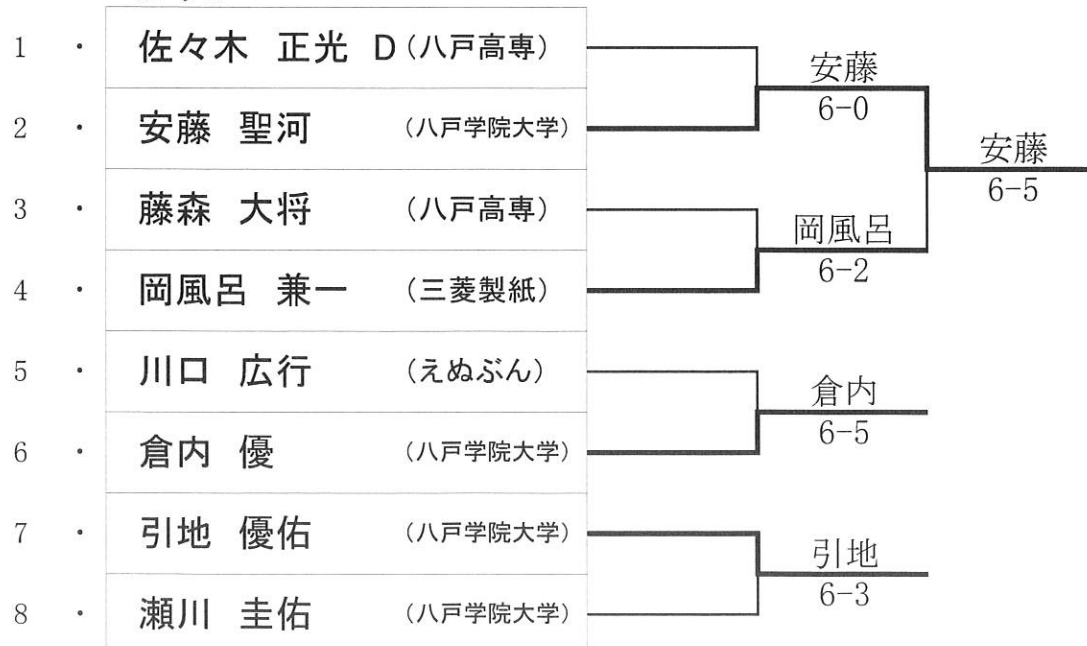 1 ・ 佐々木 正光 D(八戸高専)
安藤
6-0
2 ・ 安藤 聖河 (八戸学院大学)
安藤
6-5
3 ・ 藤森 大将 (八戸高専)
岡風呂
6-2
4 ・ 岡風呂 兼一 (三菱製紙)
5 ・ 川口 広行 (えぬぶん)
倉内
6-5
6 ・ 倉内 優 (八戸学院大学)
7 ・ 引地 優佑 (八戸学院大学)
引地
6-3
8 ・ 瀬川 圭佑 (八戸学院大学)